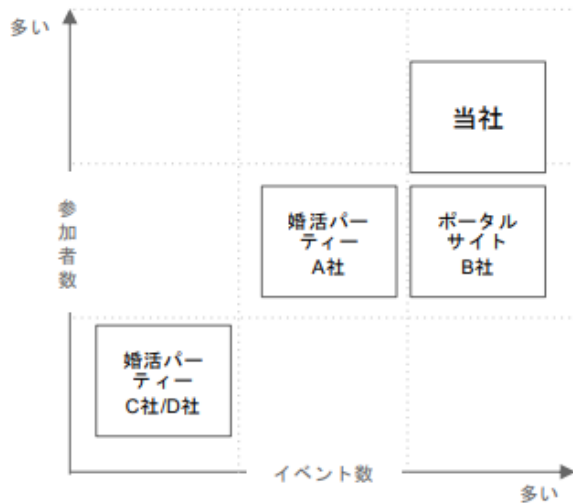 多い
当社
参加者数
婚活パー
ティー
A社
ポータル
サイト
B社
婚活パー
ティー
C社/D社
イベント数
多い